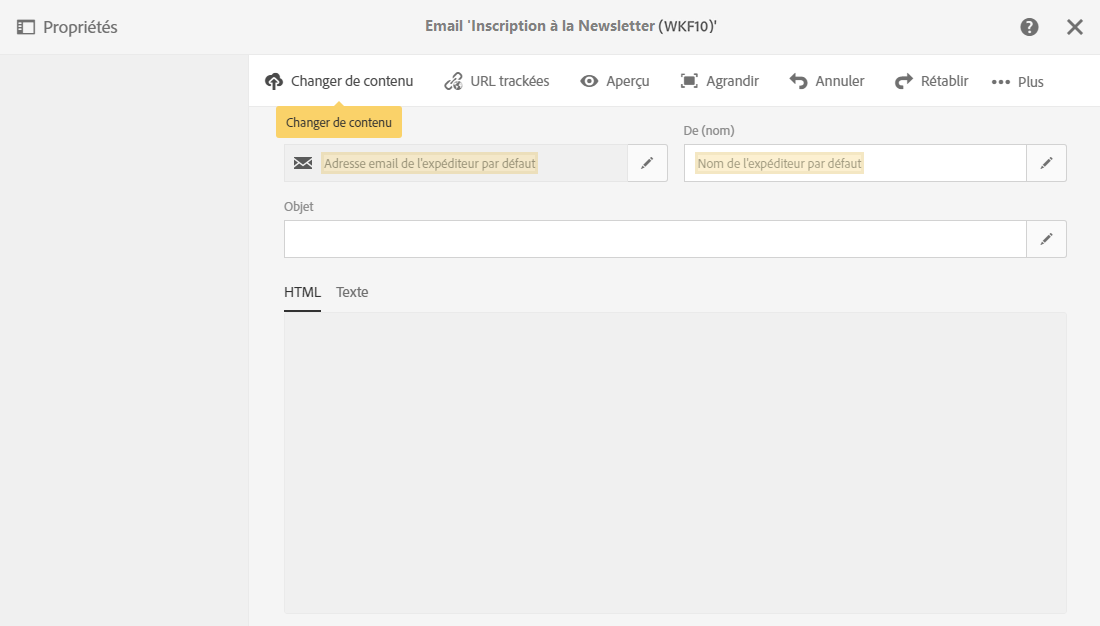 Propriétés
Email 'Inscription à la Newsletter (WKF10)'
Changer de contenu
URL trackées
Aperçu
Agrandir
Annuler
Rétablir
Plus
Changer de contenu
De (nom)
Adresse email de l'expéditeur par défaut
Nom de l'expéditeur par défaut
Objet
HTML
Texte